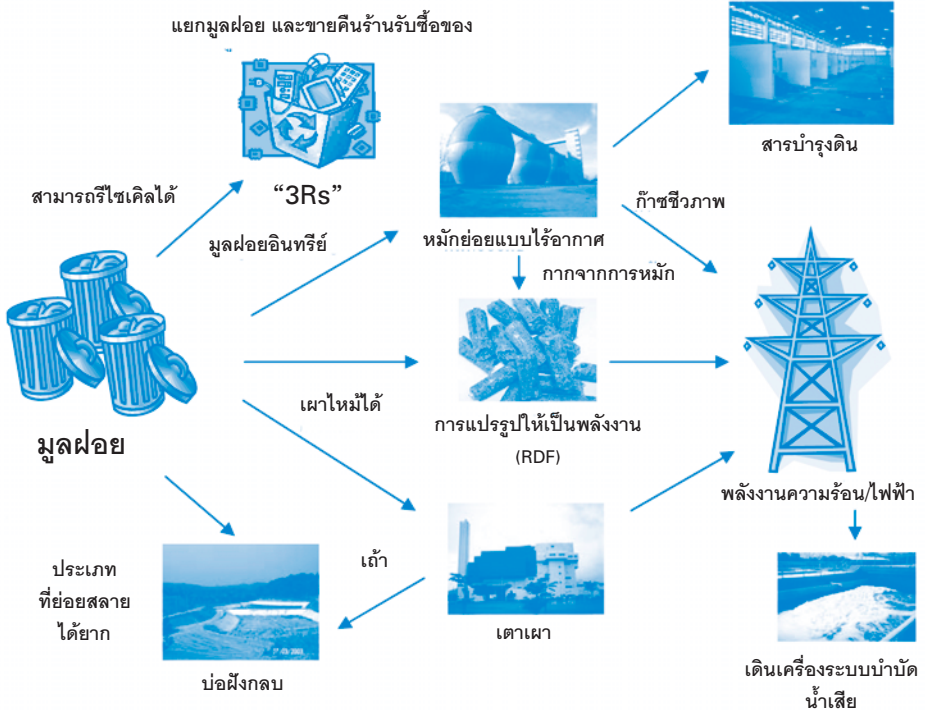 แยกมูลฝอย และขายคืนร้านรับซื้อของ
สารบำรุงดิน
สามารถรีไซเคิลได้
“3Rs”
ก๊าซชีวภาพ
มูลฝอยอินทรีย์
หมักย่อยแบบไร้อากาศ
กากจากการหมัก
เผาไหม้ได้
การแปรรูปให้เป็นพลังงาน
(RDF)
มูลฝอย
พลังงานความร้อน/ไฟฟ้า
ประเภท
ที่ย่อยสลาย
ได้ยาก
เถ้า
เตาเผา
บ่อฝังกลบ
เดินเครื่องระบบบำบัด
น้ำเสีย